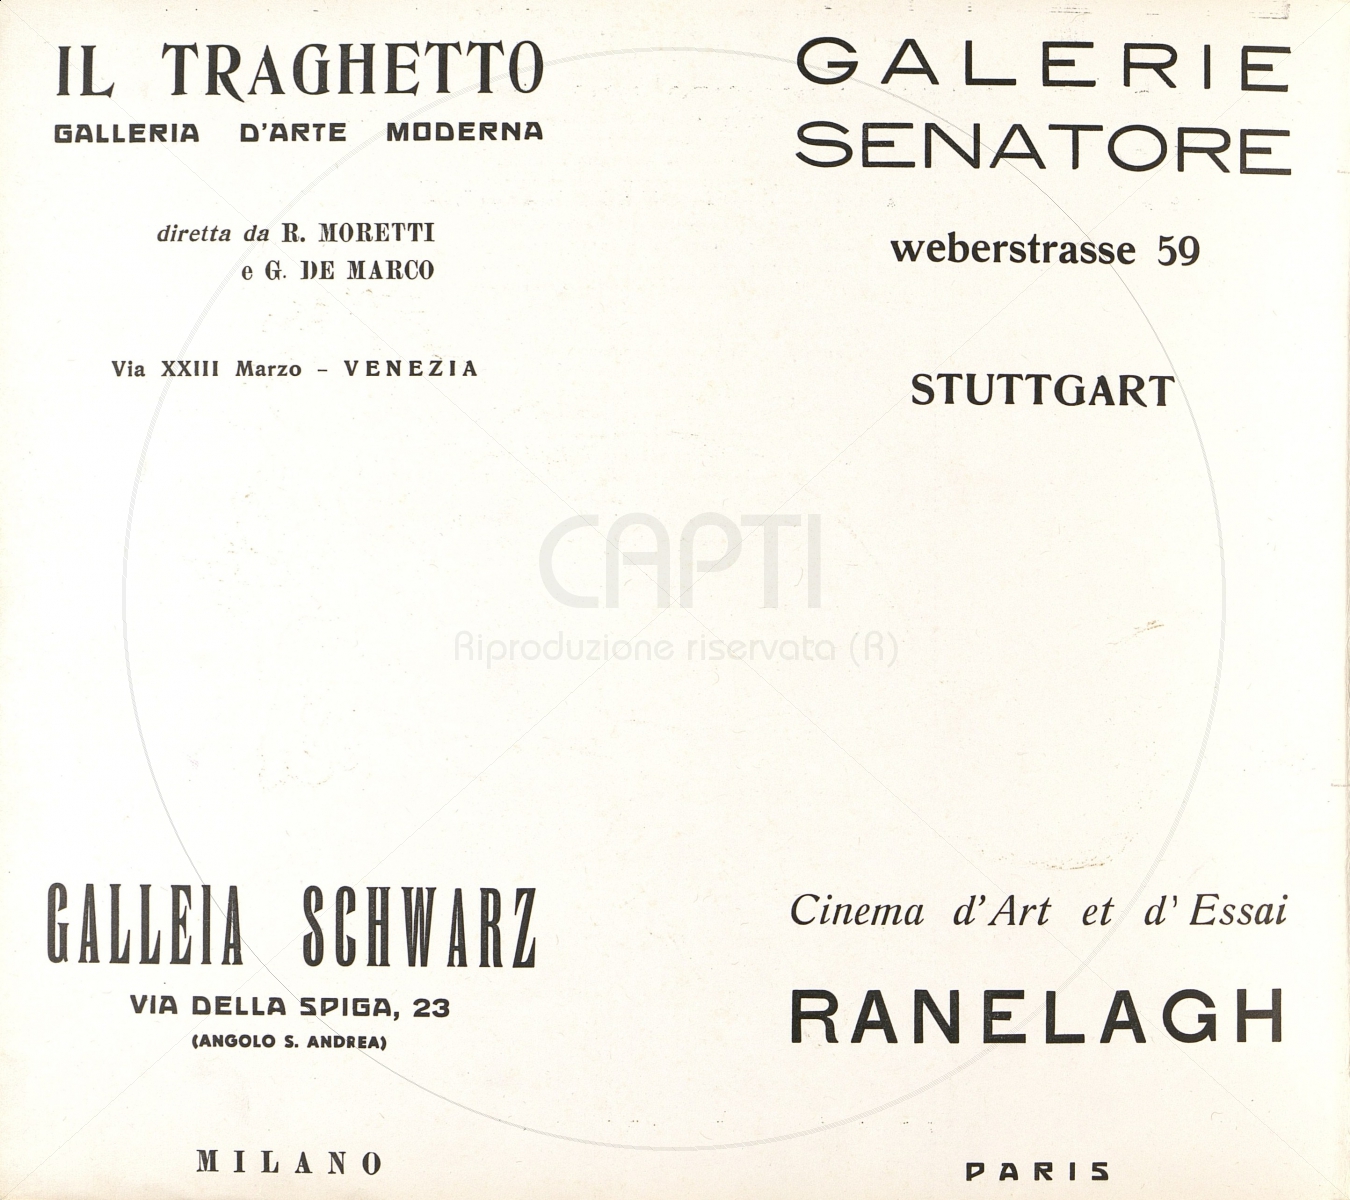 IL TRAGHETTO
GALLERIA D'ARTE MODERNA
diretta da R. MORETTI
e G. DE MARCO
Via XXIII Marzo – VENEZIA
GALERIE
SENATORE
weberstrasse 59
STUTTGART
CAPTI
Riproduzione riservata (R)
GALLEIA SCHWARZ
VIA DELLA SPIGA, 23
(ANGOLO S. ANDREA)
MILANO
Cinema d'Art et d'Essai
RANELAGH
PARIS